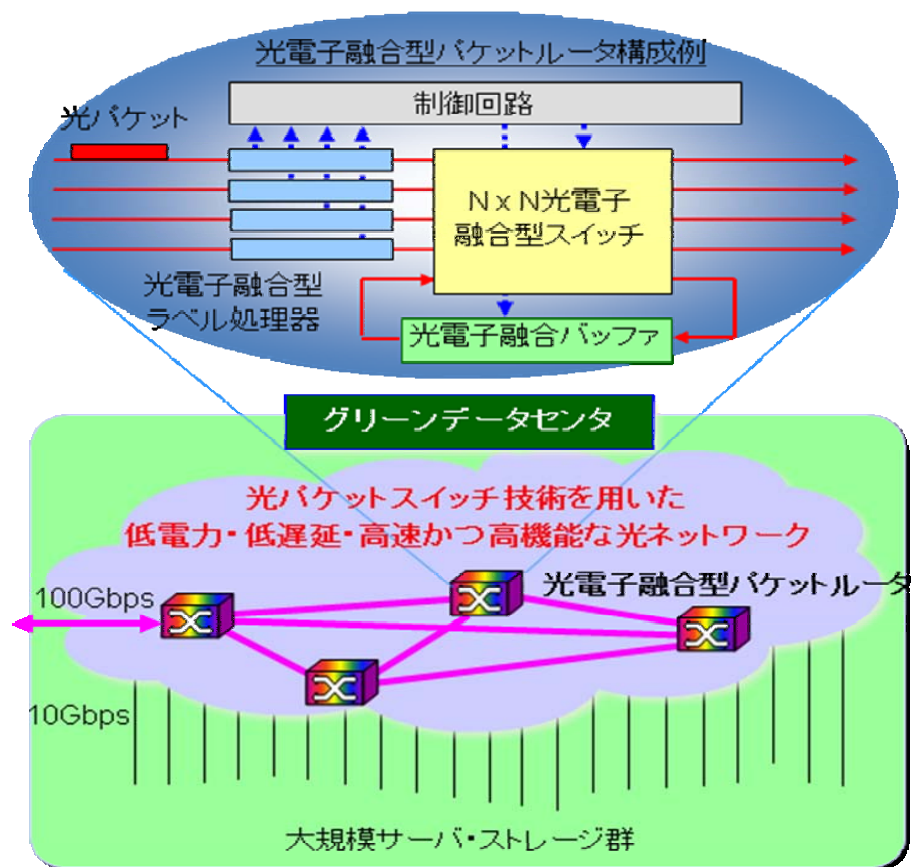 光電子融合型パケットルータ構成例
制御回路
光パケット
N x N光電子
融合型スイッチ
光電子融合型
ラベル処理器
光電子融合バッファ
グリーンデータセンタ
光パケットスイッチ技術を用いた
低電力・低遅延・高速かつ高機能な光ネットワーク
光電子融合型パケットルータ
100Gbps
10Gbps
大規模サーバ・ストレージ群